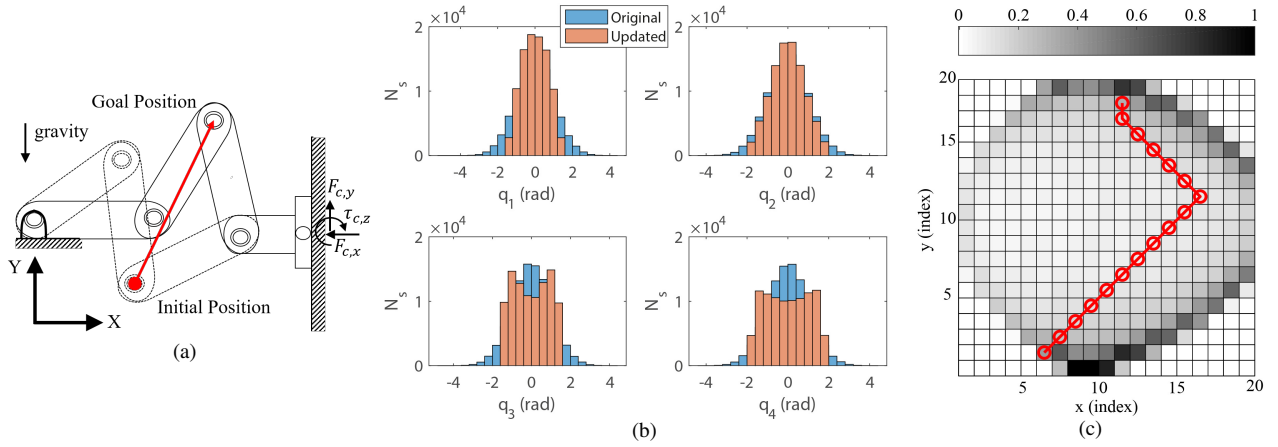 Goal Position
gravity
F_{c,y}
τ_{c,z}
F_{c,x}
Y
X
Initial Position
(a)
×10^4
Original
Updated
2
1
0
N_s
-4 -2 0 2 4
q_1 (rad)
×10^4
2
1
0
N_s
-4 -2 0 2 4
q_2 (rad)
×10^4
2
1
0
N_s
-4 -2 0 2 4
q_3 (rad)
×10^4
2
1
0
N_s
-4 -2 0 2 4
q_4 (rad)
(b)
0 0.2 0.4 0.6 0.8 1
20
15
10
5
y (index)
5 10 15 20
x (index)
(c)